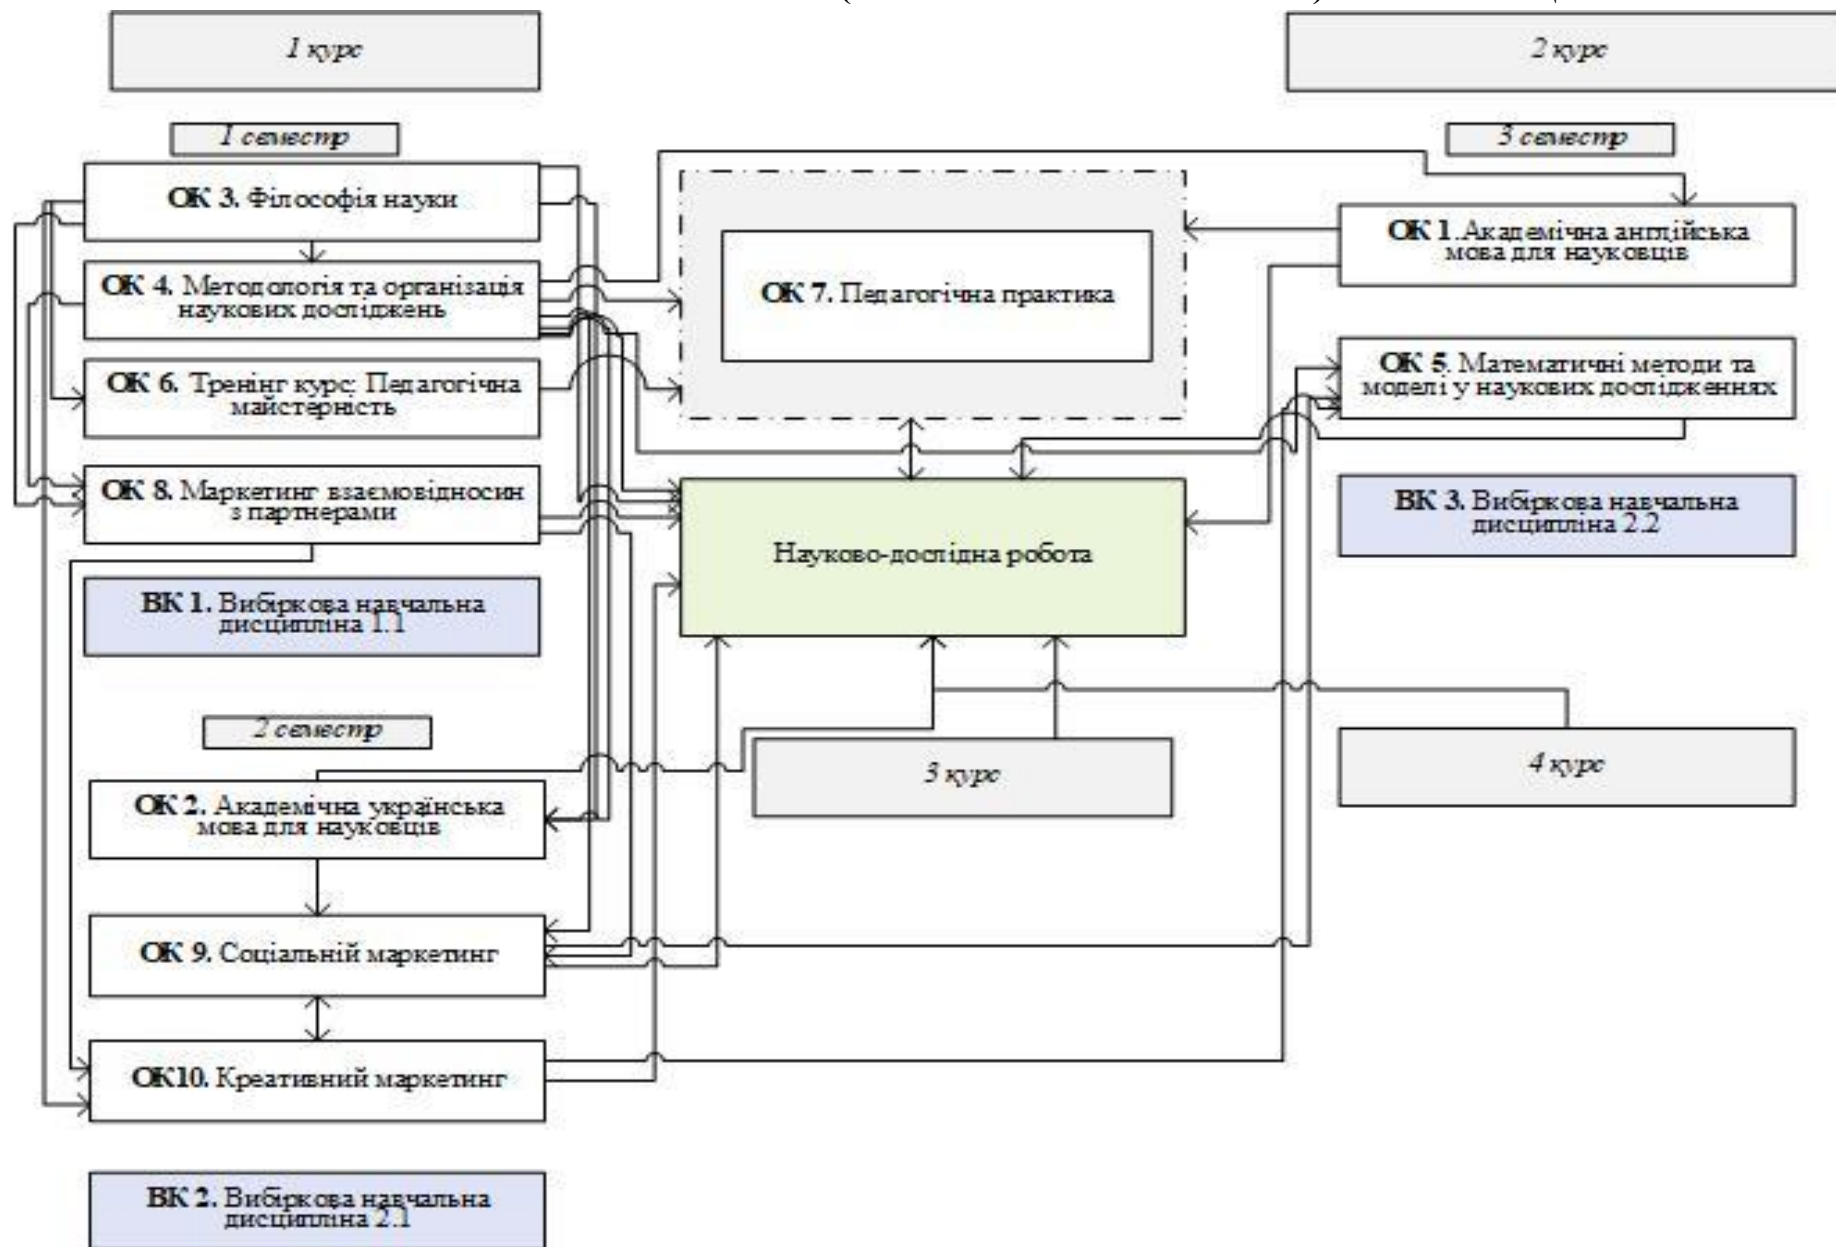 1 курс
1 семестр
ОК 3. Філософія науки
ОК 4. Методологія та організація
наукових досліджень
ОК 6. Тренінг курс: Педагогічна
майстерність
ОК 8. Маркетинг взаємовідносин
з партнерами
ВК 1. Вибіркова навчальна
дисципліна 1.1
2 семестр
ОК 2. Академічна українська
мова для науковців
ОК 9. Соціальній маркетинг
ОК10. Креативний маркетинг
ВК 2. Вибіркова навчальна
дисципліна 2.1
ОК 7. Педагогічна практика
Науково-дослідна робота
3 курс
2 курс
3 семестр
ОК 1.Академічна англійська
мова для науковців
ОК 5. Математичні методи та
моделі у наукових дослідженнях
ВК 3. Вибіркова навчальна
дисципліна 2.2
4 курс